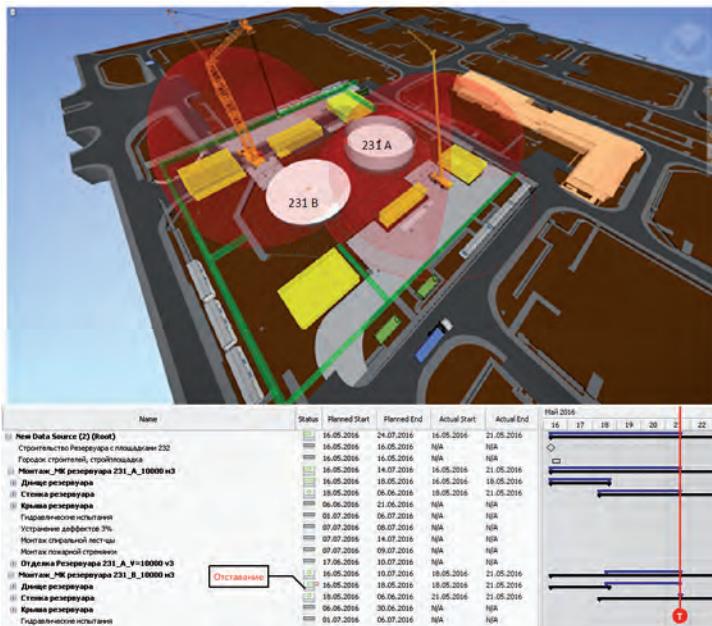 231 A
231 B
Name Status Planned Start Planned End Actual Start Actual End Май 2016
16 17 18 19 20 21 22
New Data Source (2) (Root) 16.05.2016 24.07.2016 16.05.2016 21.05.2016
Строительство Резервуара с площадками 232 16.05.2016 16.05.2016 N/A N/A
Городок строителей, стройплощадка 16.05.2016 16.05.2016 N/A N/A
Монтаж_МК резервуара 231_А_10000 м3 16.05.2016 14.07.2016 16.05.2016 21.05.2016
Днище резервуара 16.05.2016 18.05.2016 16.05.2016 18.05.2016
Стенка резервуара 18.05.2016 06.06.2016 18.05.2016 21.05.2016
Крыша резервуара 06.06.2016 21.06.2016 N/A N/A
Гидравлические испытания 01.07.2016 06.07.2016 N/A N/A
Устранение деффектов 3% 07.07.2016 08.07.2016 N/A N/A
Монтаж спиральной лест-цы 07.07.2016 14.07.2016 N/A N/A
Монтаж пожарной стремянки 07.07.2016 09.07.2016 N/A N/A
Отделка Резервуара 231_А_V=10000 v3 17.06.2016 10.07.2016 N/A N/A
Монтаж_МК резервуара 231_В_10000 м3 16.05.2016 10.07.2016 18.05.2016 21.05.2016
Отставание
Днище резервуара 16.05.2016 18.05.2016 18.05.2016 21.05.2016
Стенка резервуара 18.05.2016 06.06.2016 21.05.2016 21.05.2016
Крыша резервуара 06.06.2016 30.06.2016 N/A N/A
Гидравлические испытания 01.07.2016 06.07.2016 N/A N/A
T